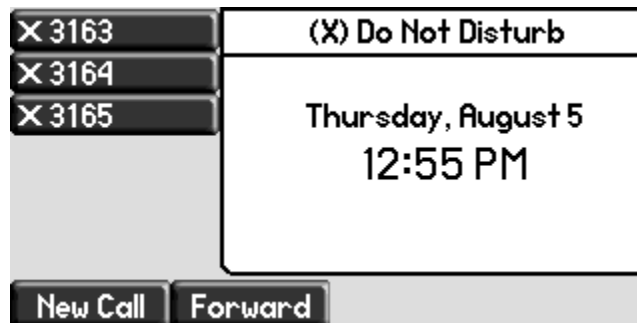 X 3163
X 3164
X 3165
(X) Do Not Disturb
Thursday, August 5
12:55 PM
New Call
Forward